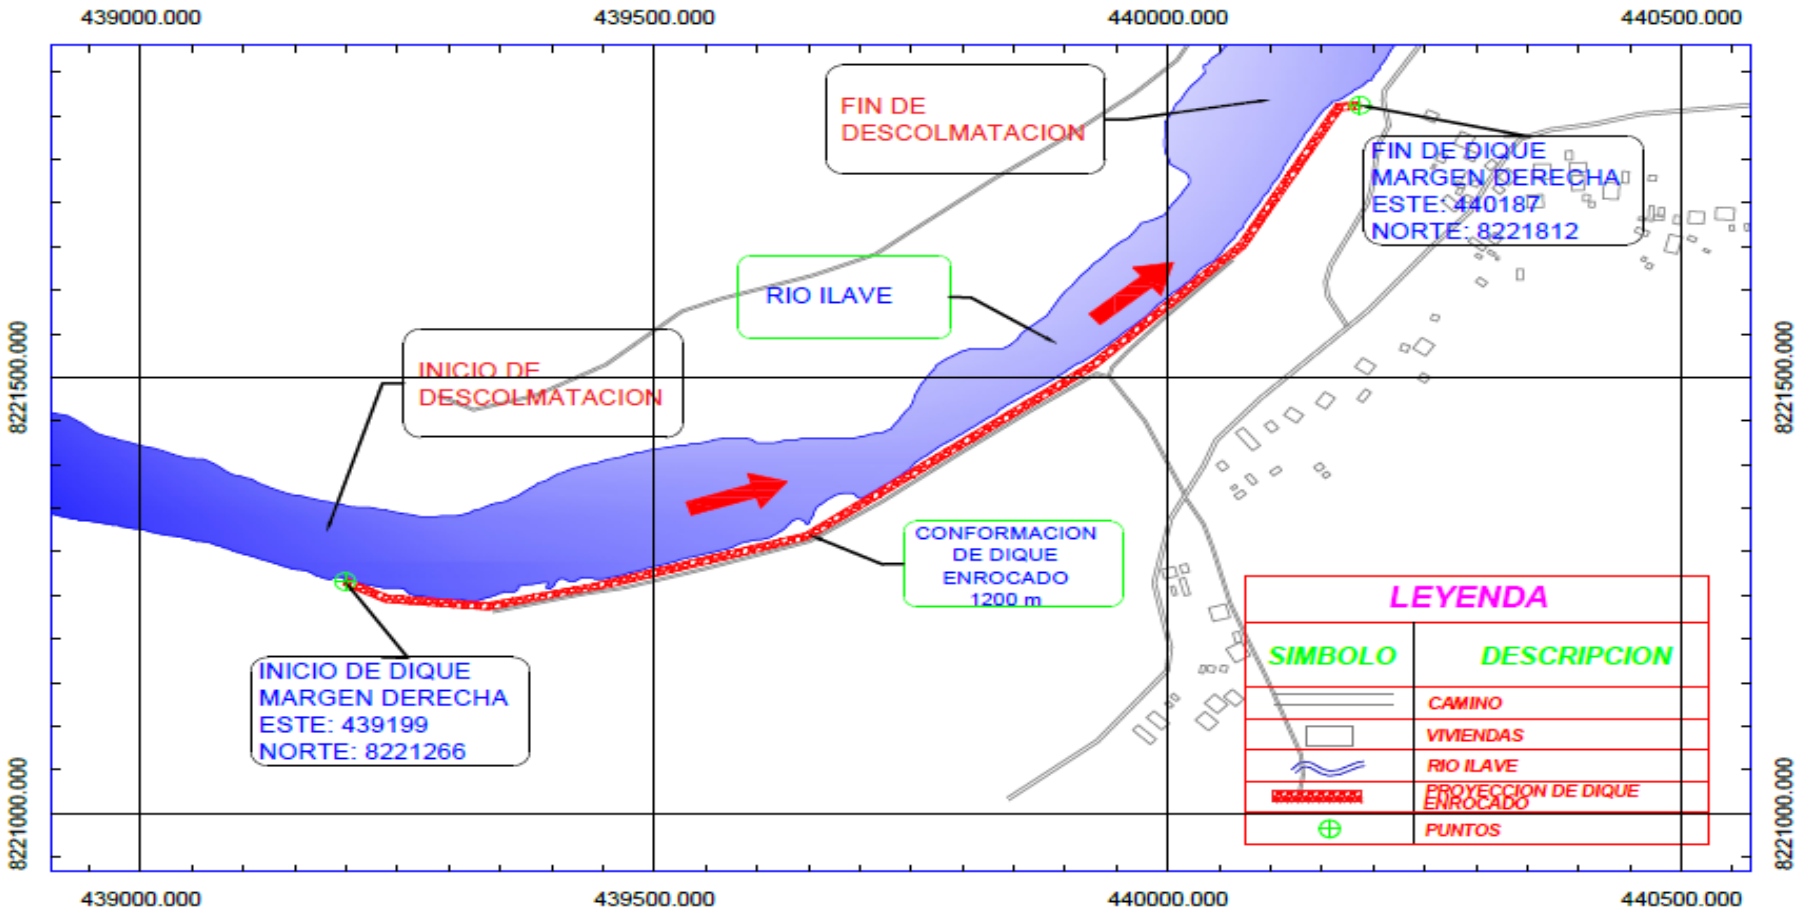 439000.000
439500.000
440000.000
440500.000
FIN DE
DESCOLMATACION
FIN DE DIQUE
MARGEN DERECHA
ESTE: 440187
NORTE: 8221812
RIO ILAVE
INICIO DE
DESCOLMATACION
8221500.000
8221500.000
CONFORMACION
DE DIQUE
ENROCADO
1200 m
INICIO DE DIQUE
MARGEN DERECHA
ESTE: 439199
NORTE: 8221266
LEYENDA
SIMBOLO
DESCRIPCION
CAMINO
VIVIENDAS
RIO ILAVE
PROYECCION DE DIQUE
ENROCADO
PUNTOS
8221000.000
8221000.000
439000.000
439500.000
440000.000
440500.000